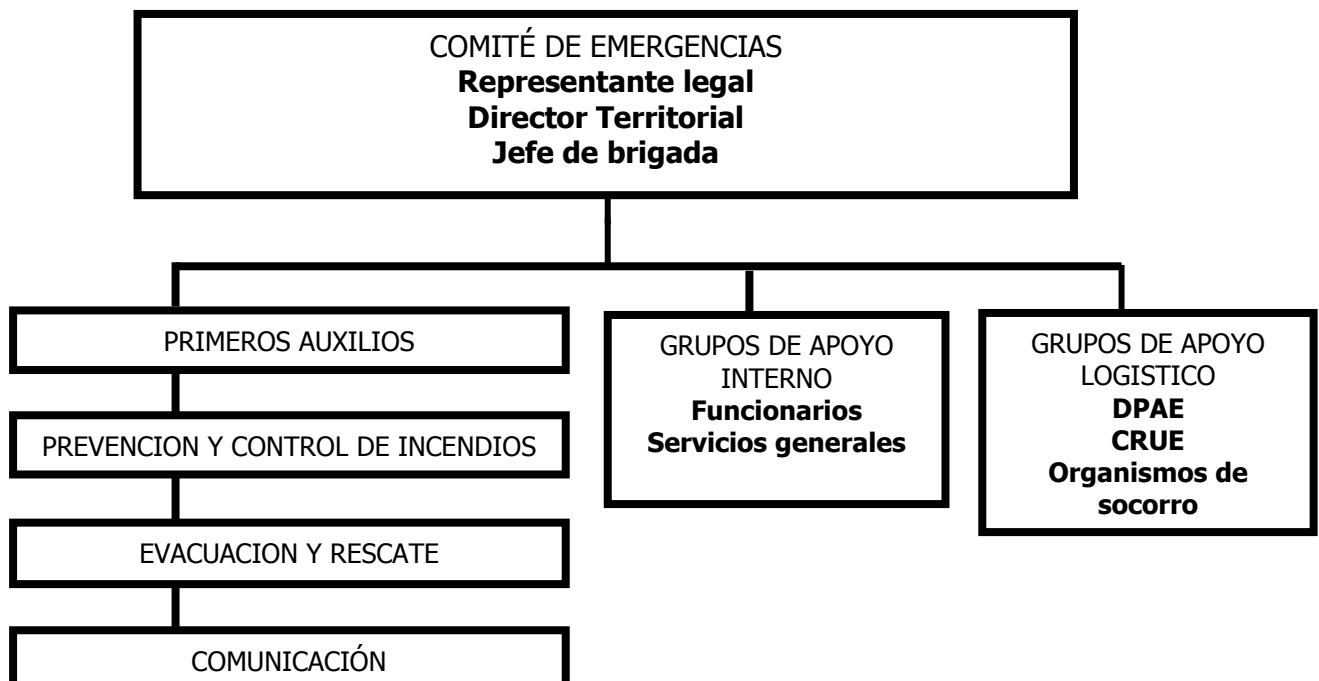 COMITÉ DE EMERGENCIAS
Representante legal
Director Territorial
Jefe de brigada
PRIMEROS AUXILIOS
PREVENCION Y CONTROL DE INCENDIOS
EVACUACION Y RESCATE
COMUNICACIÓN
GRUPOS DE APOYO
INTERNO
Funcionarios
Servicios generales
GRUPOS DE APOYO
LOGISTICO
DPAE
CRUE
Organismos de
socorro